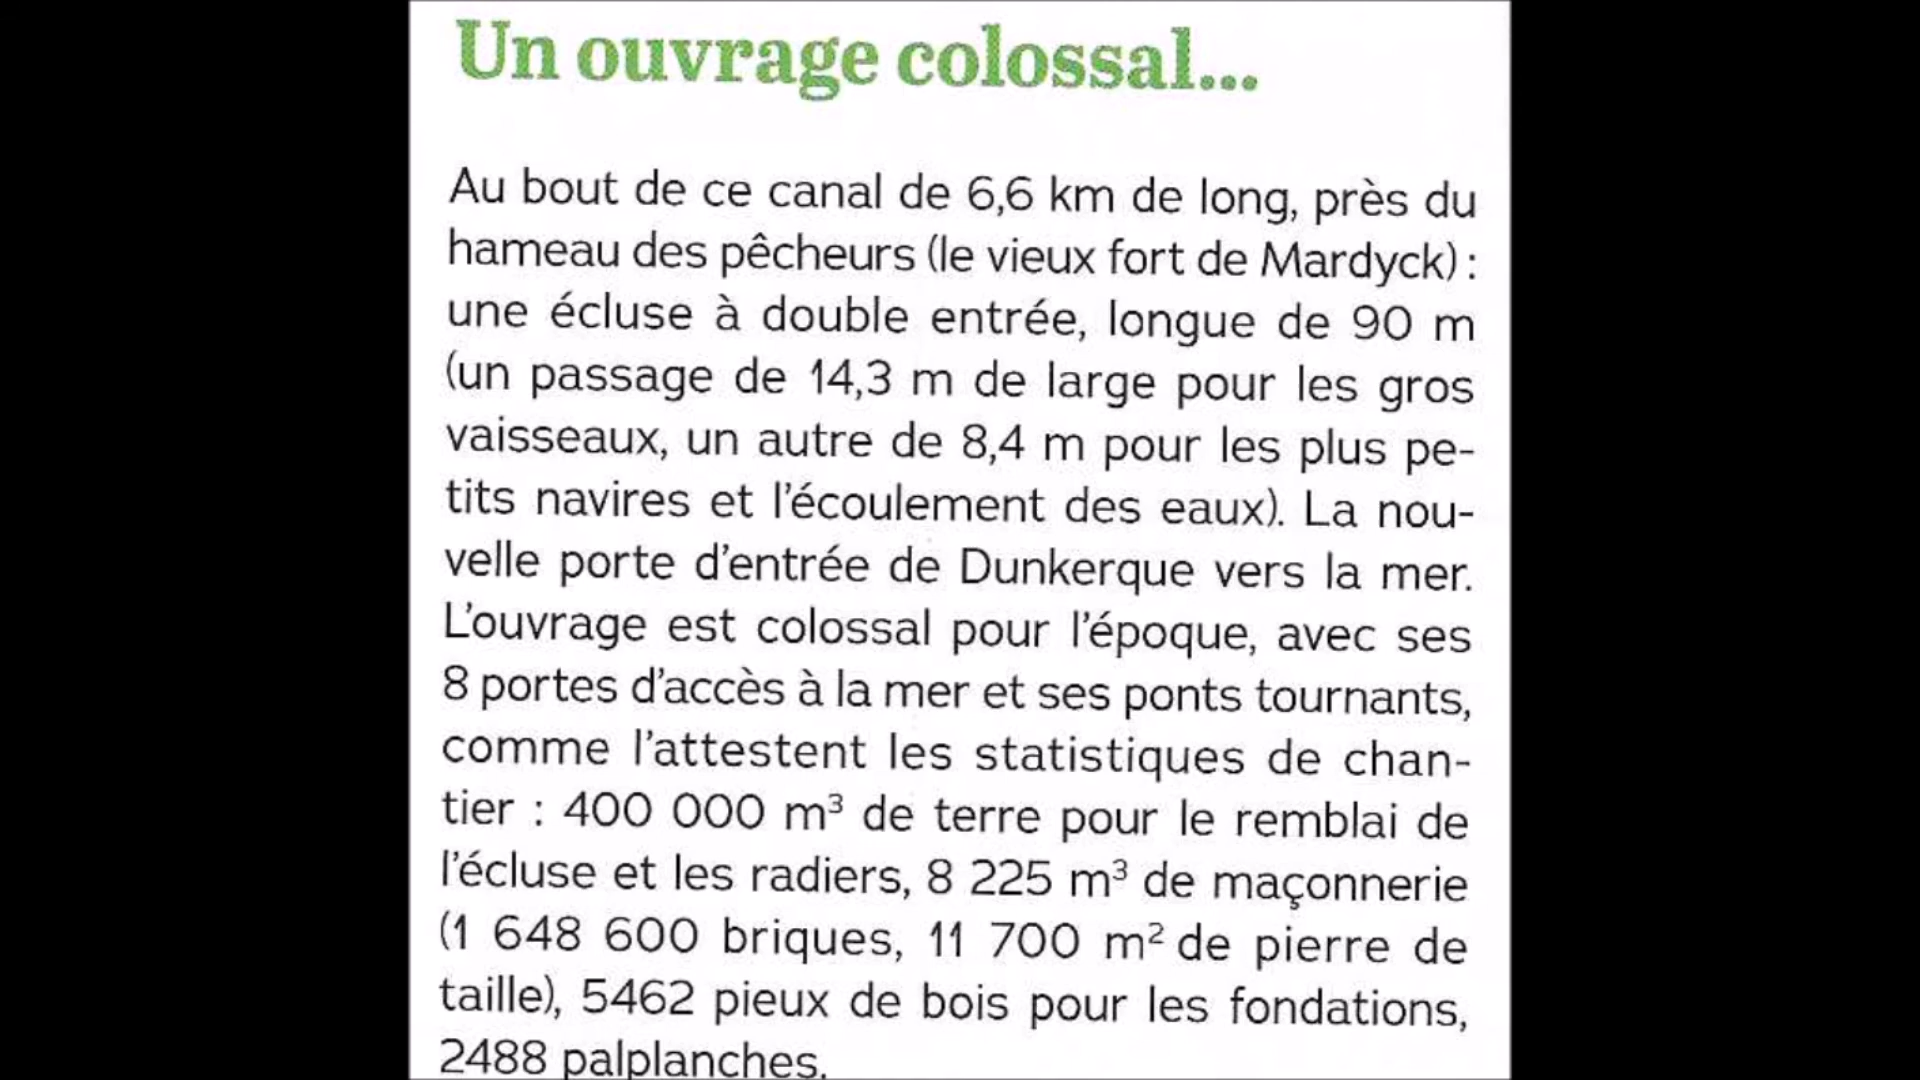 Un ouvrage colossal...
Au bout de ce canal de 6,6 km de long, près du
hameau des pêcheurs (le vieux fort de Mardyck) :
une écluse à double entrée, longue de 90 m
(un passage de 14,3 m de large pour les gros
vaisseaux, un autre de 8,4 m pour les plus pe-
tits navires et l'écoulement des eaux). La nou-
velle porte d'entrée de Dunkerque vers la mer.
L'ouvrage est colossal pour l'époque, avec ses
8 portes d'accès à la mer et ses ponts tournants,
comme l'attestent les statistiques de chan-
tier : 400 000 m³ de terre pour le remblai de
l'écluse et les radiers, 8 225 m³ de maçonnerie
(1 648 600 briques, 11 700 m² de pierre de
taille), 5462 pieux de bois pour les fondations,
2488 palplanches.